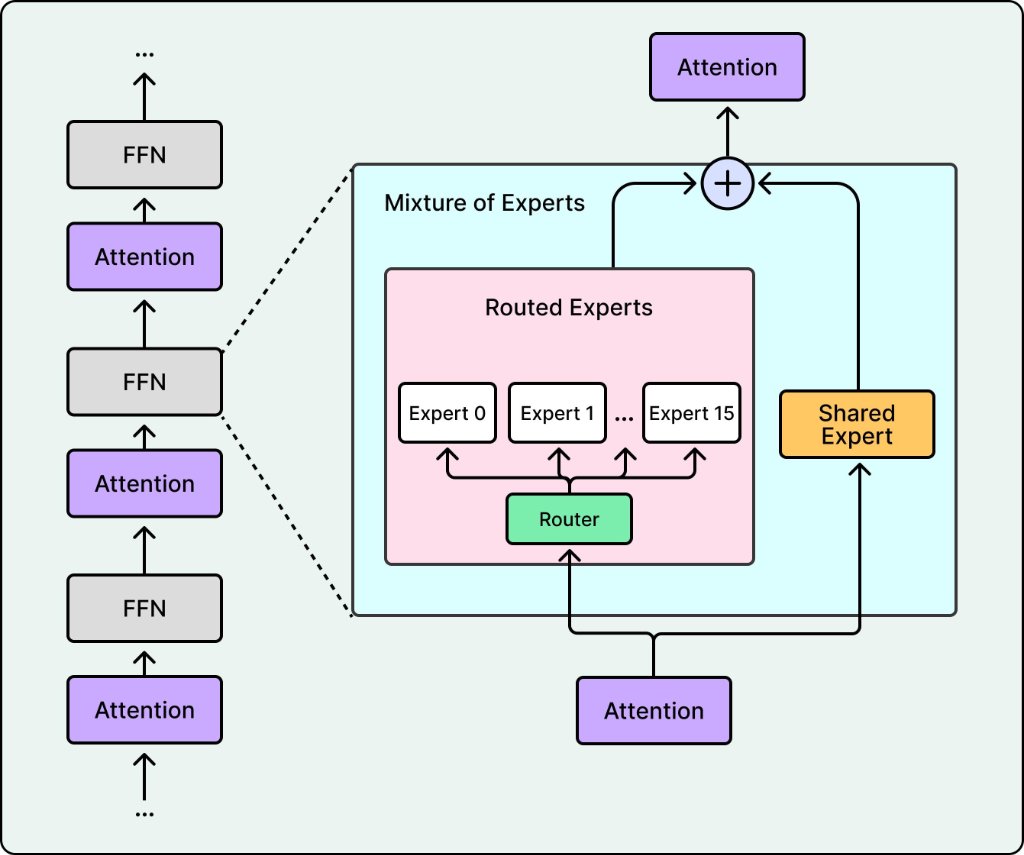 ...
FFN
Attention
FFN
Attention
FFN
Attention
...
Attention
+
Mixture of Experts
Routed Experts
Expert 0
Expert 1
...
Expert 15
Shared
Expert
Router
Attention